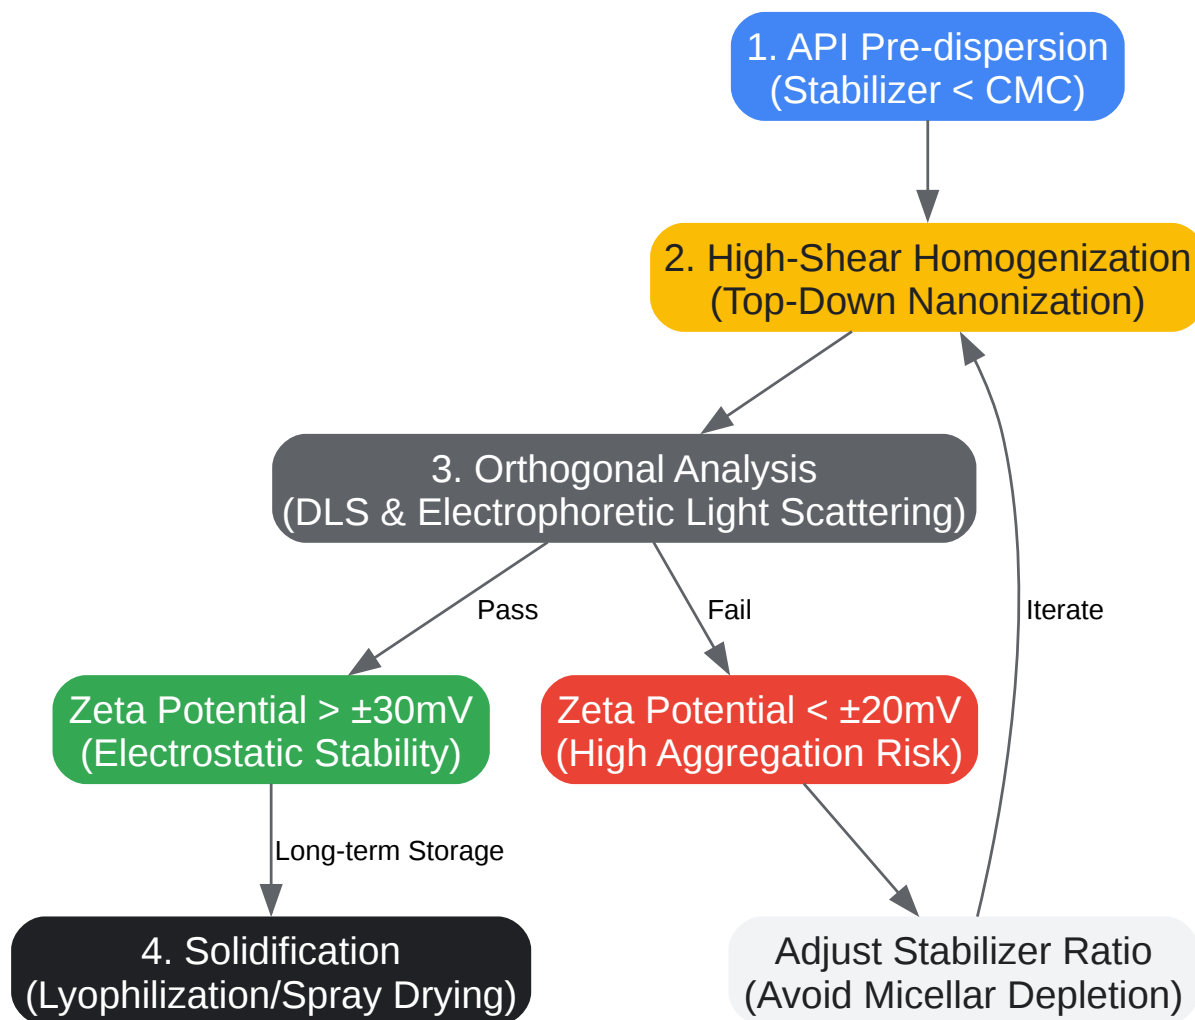 1. API Pre-dispersion
(Stabilizer < CMC)
2. High-Shear Homogenization
(Top-Down Nanonization)
3. Orthogonal Analysis
(DLS & Electrophoretic Light Scattering)
Pass
Fail
Iterate
Zeta Potential > ±30mV
(Electrostatic Stability)
Zeta Potential < ±20mV
(High Aggregation Risk)
Long-term Storage
4. Solidification
(Lyophilization/Spray Drying)
Adjust Stabilizer Ratio
(Avoid Micellar Depletion)